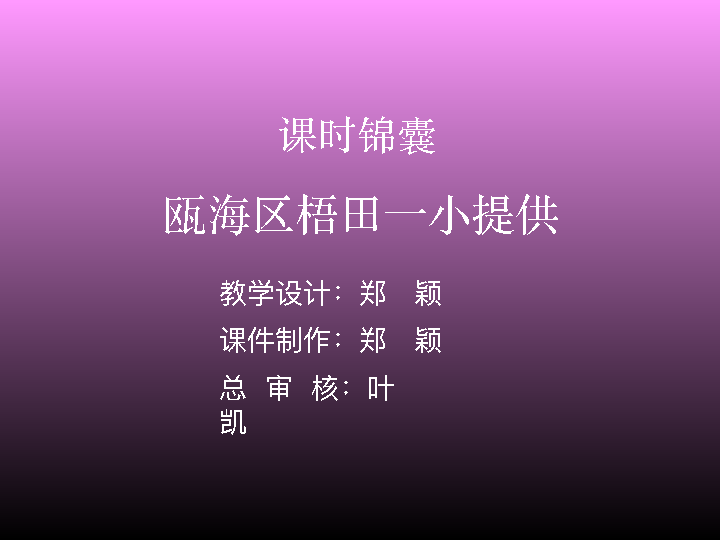 课时锦囊
瓯海区梧田一小提供
教学设计：郑　颖
课件制作：郑　颖
总 审 核：叶
凯